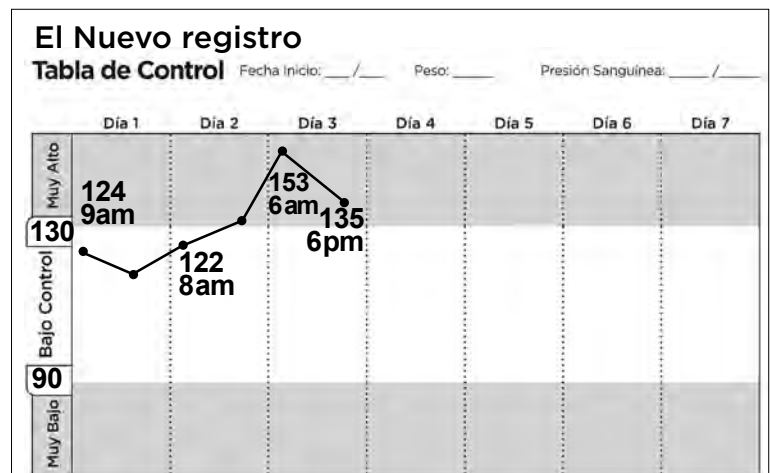 El Nuevo registro
Tabla de Control Fecha Inicio: ___/___ Peso: _____ Presión Sanguínea: _____/_____
Día 1 Día 2 Día 3 Día 4 Día 5 Día 6 Día 7
Muy Alto
124
9am
153
6am
135
6pm
130
122
8am
Bajo Control
90
Muy Bajo